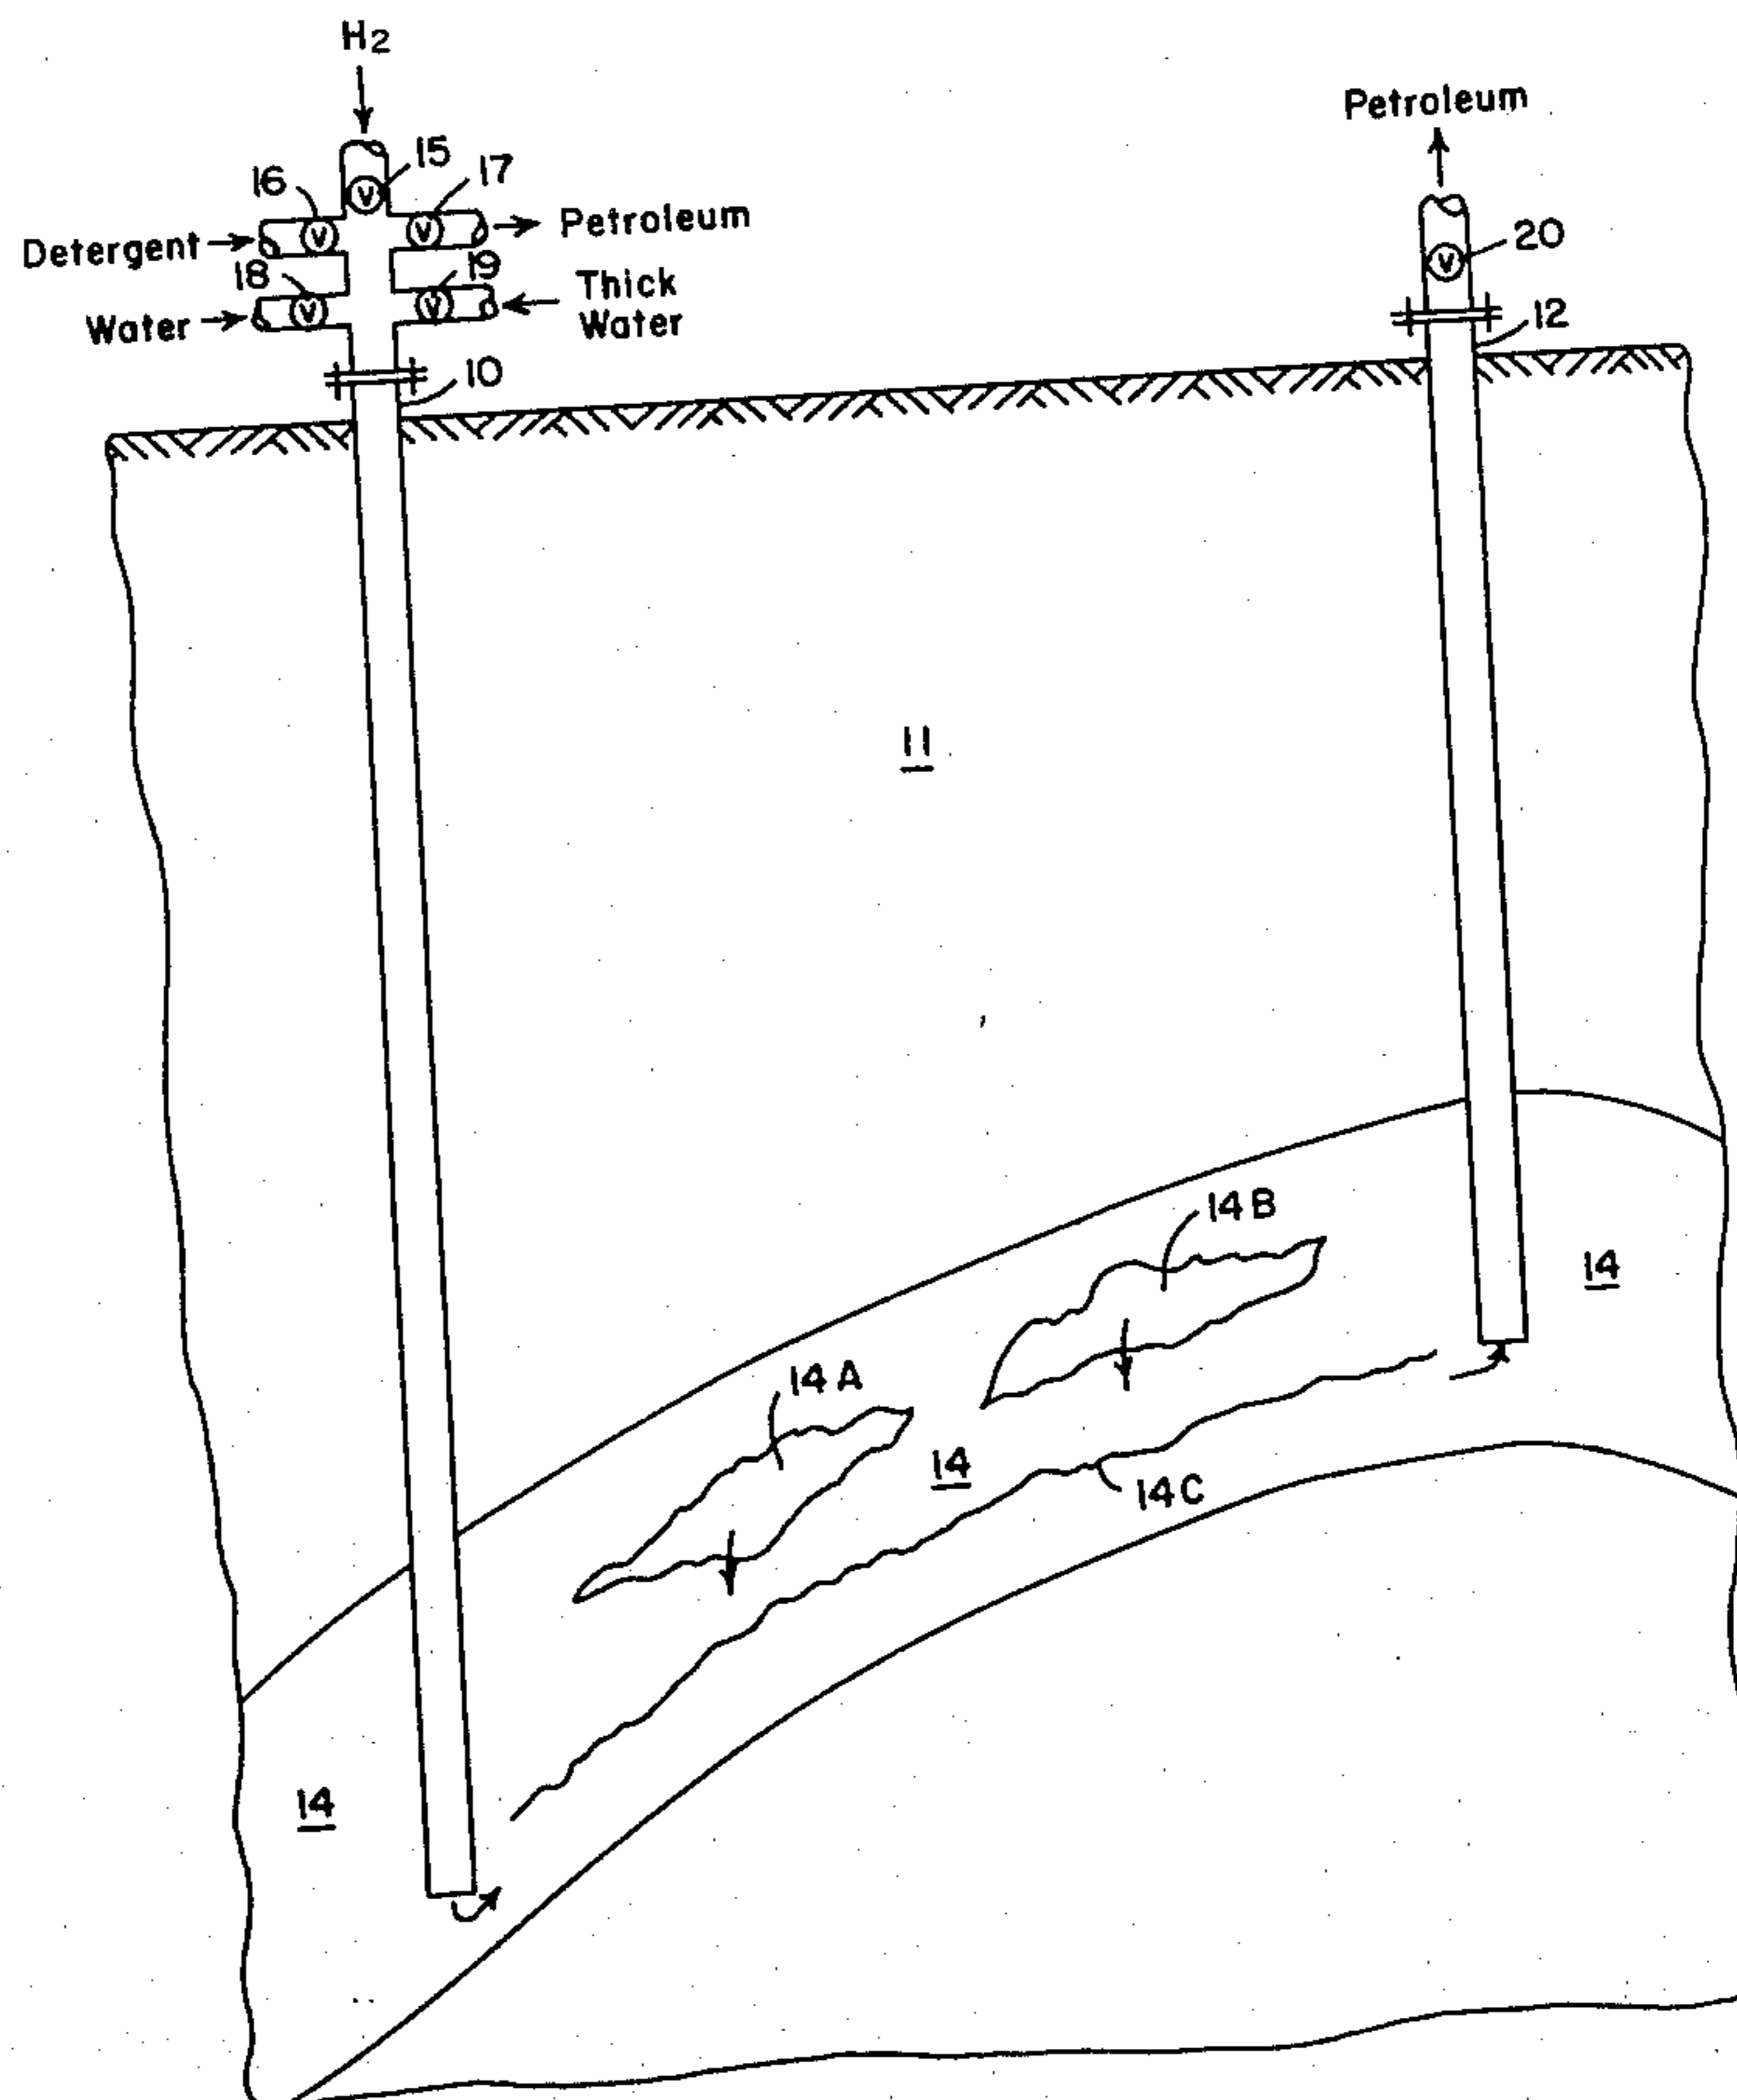 H2
15
16
17
Detergent
Petroleum
18
19
Water
Thick
Water
V
V
V
V
V
10
Petroleum
20
V
12
11
14B
14
14A
14
14C
14